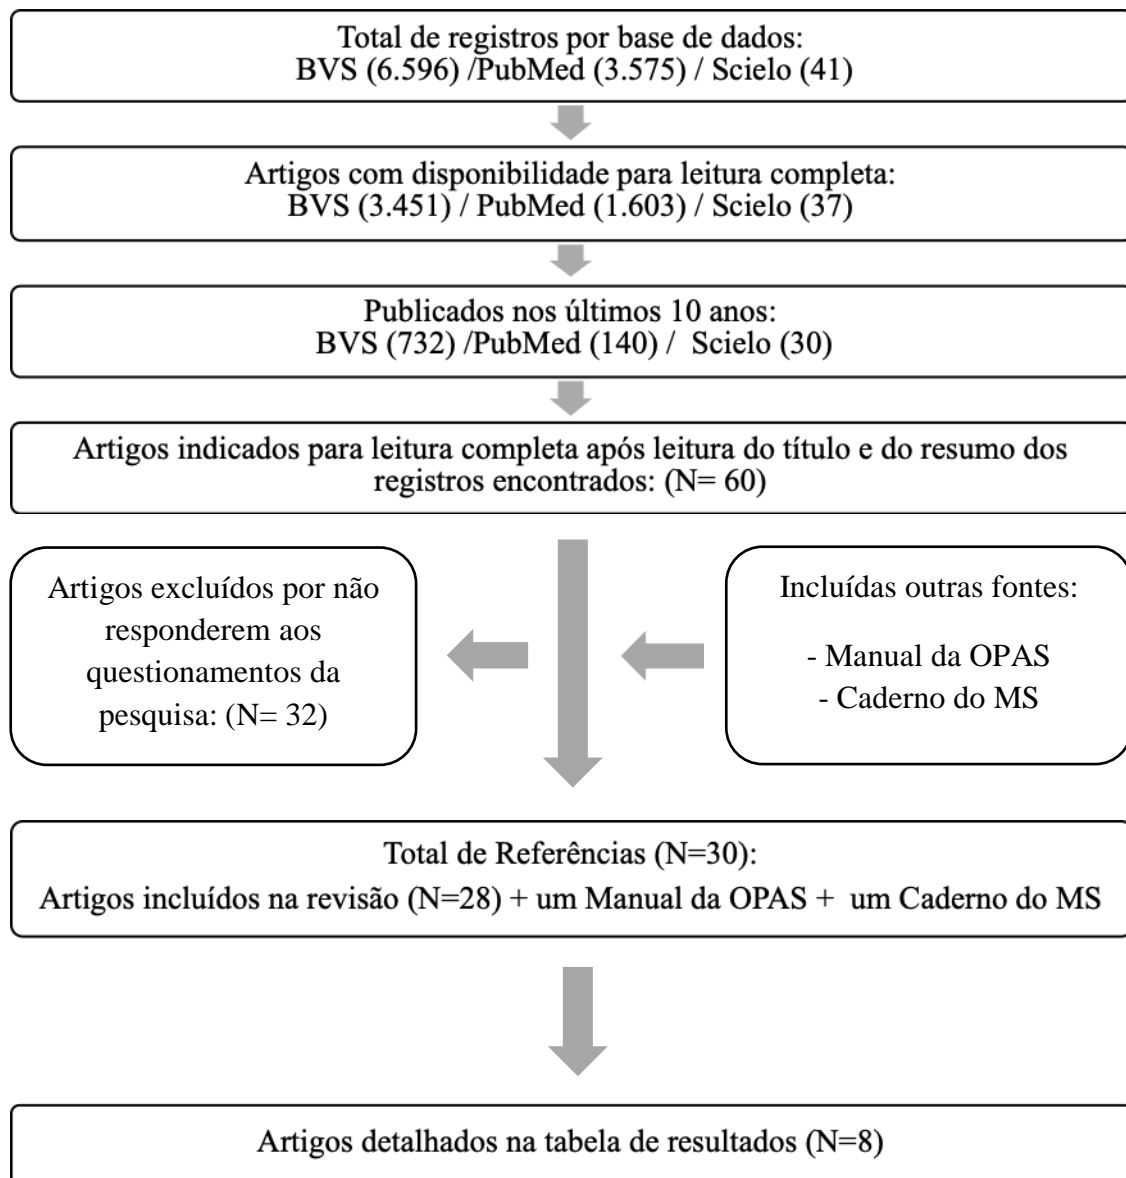 Total de registros por base de dados:
BVS (6.596) /PubMed (3.575) / Scielo (41)
Artigos com disponibilidade para leitura completa:
BVS (3.451) / PubMed (1.603) / Scielo (37)
Publicados nos últimos 10 anos:
BVS (732) /PubMed (140) / Scielo (30)
Artigos indicados para leitura completa após leitura do título e do resumo dos
registros encontrados: (N= 60)
Artigos excluídos por não
responderem aos
questionamentos da
pesquisa: (N= 32)
Incluídas outras fontes:
- Manual da OPAS
- Caderno do MS
Total de Referências (N=30):
Artigos incluídos na revisão (N=28) + um Manual da OPAS + um Caderno do MS
Artigos detalhados na tabela de resultados (N=8)